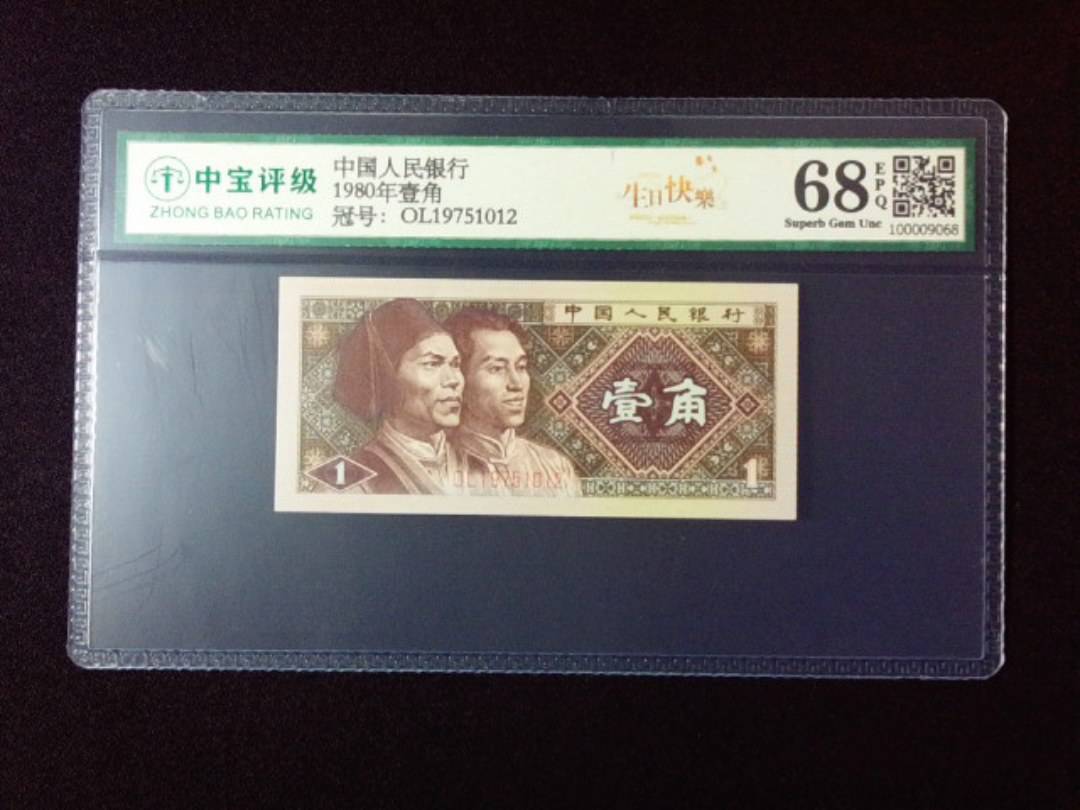 中宝评级
ZHONG BAO RATING
中国人民银行
1980年壹角
冠号: OL19751012
生日快樂
68
EPQ
Superb Gem Unc
100009068
中国人民银行
壹角
1
OL19751012
1